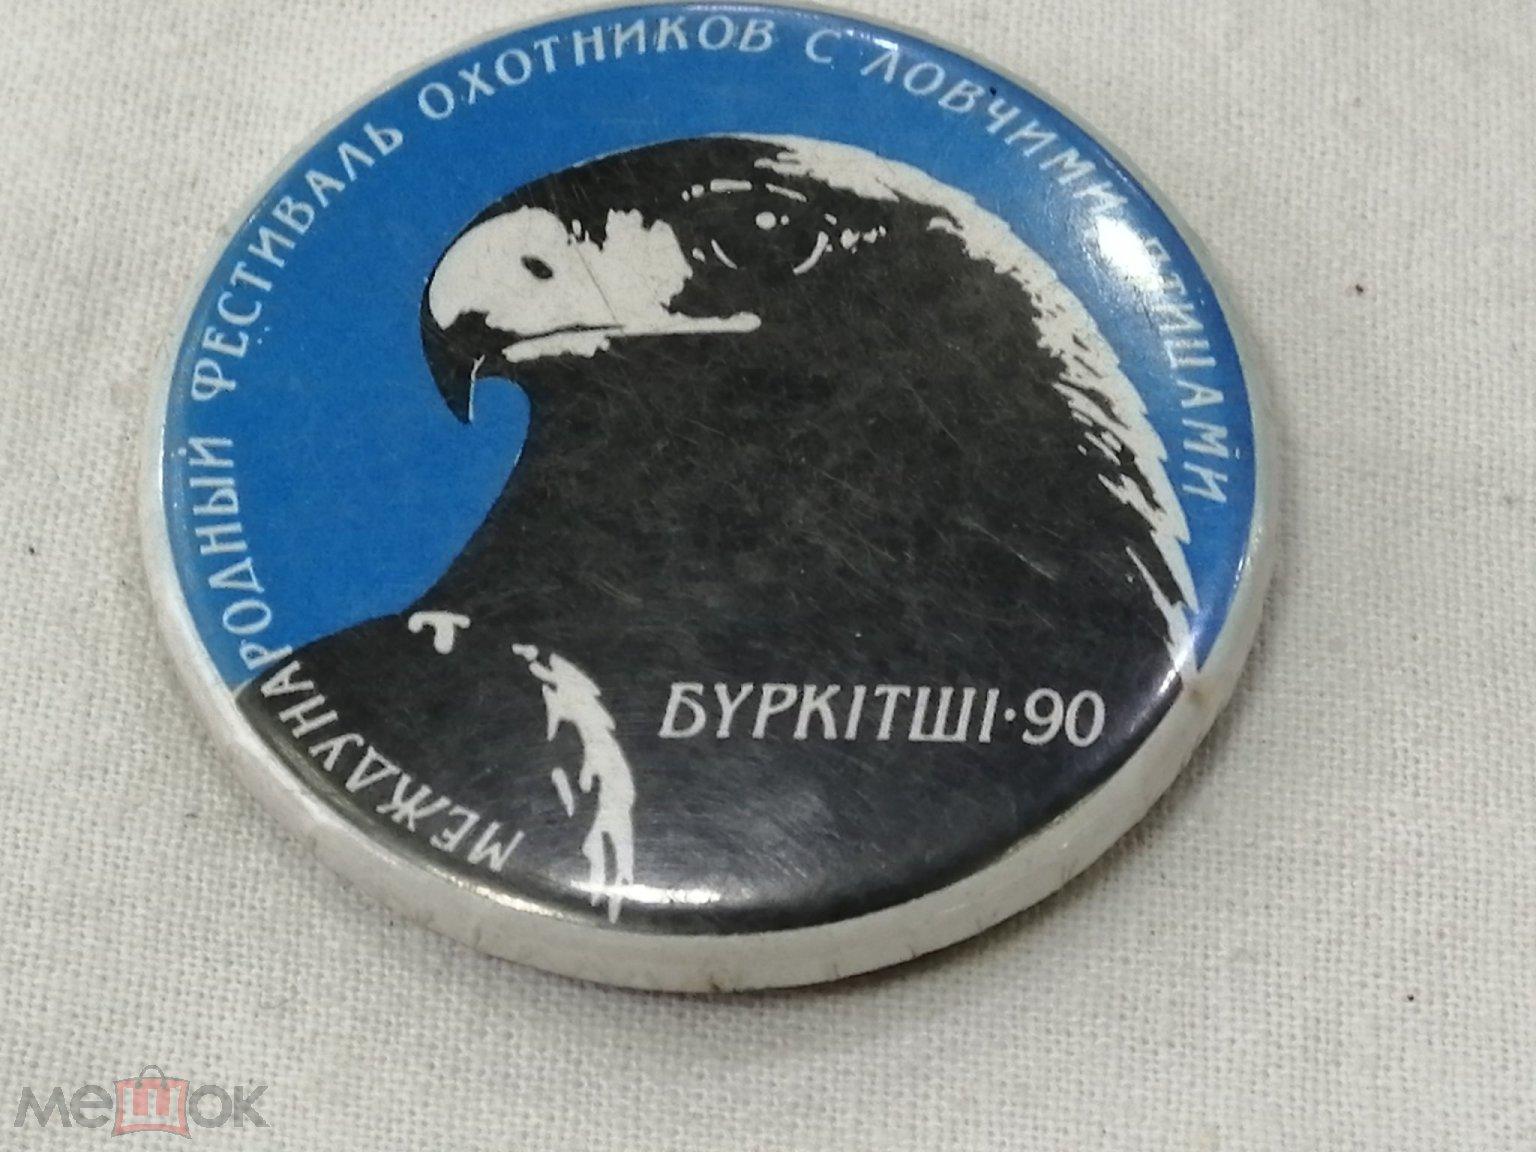 МЕЖДУНАРОДНЫЙ ФЕСТИВАЛЬ ОХОТНИКОВ С ЛОВЧИМИ ПТИЦАМИ
БҮРКІТШІ·90
мешок